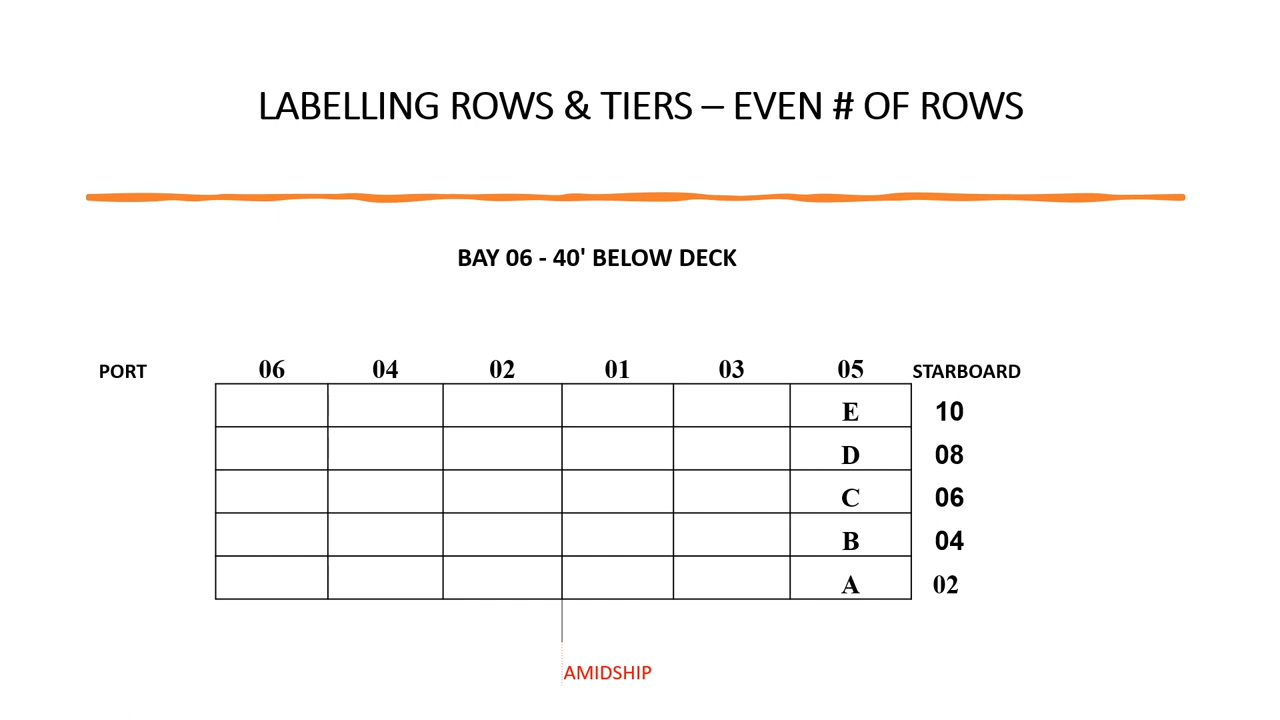 LABELLING ROWS & TIERS – EVEN # OF ROWS
BAY 06 - 40' BELOW DECK
PORT 06 04 02 01 03 05 STARBOARD
E 10
D 08
C 06
B 04
A 02
AMIDSHIP